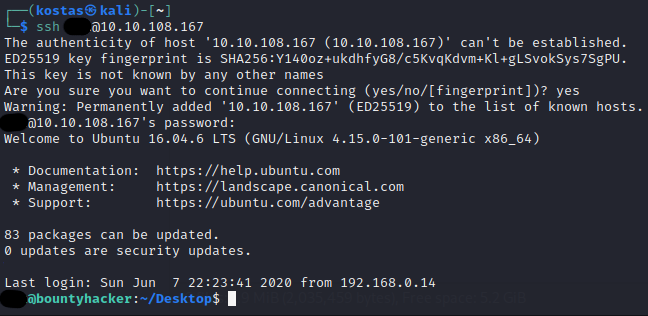 ┌──(kostas㉿kali)-[~]
└─$ ssh @10.10.108.167
The authenticity of host '10.10.108.167 (10.10.108.167)' can't be established.
ED25519 key fingerprint is SHA256:Y140oz+ukdhfyG8/c5KvqKdvm+Kl+gLSvokSys7SgPU.
This key is not known by any other names
Are you sure you want to continue connecting (yes/no/[fingerprint])? yes
Warning: Permanently added '10.10.108.167' (ED25519) to the list of known hosts.
@10.10.108.167's password:
Welcome to Ubuntu 16.04.6 LTS (GNU/Linux 4.15.0-101-generic x86_64)
* Documentation:  https://help.ubuntu.com
* Management:     https://landscape.canonical.com
* Support:        https://ubuntu.com/advantage
83 packages can be updated.
0 updates are security updates.
Last login: Sun Jun  7 22:23:41 2020 from 192.168.0.14
@bountyhacker:~/Desktop$